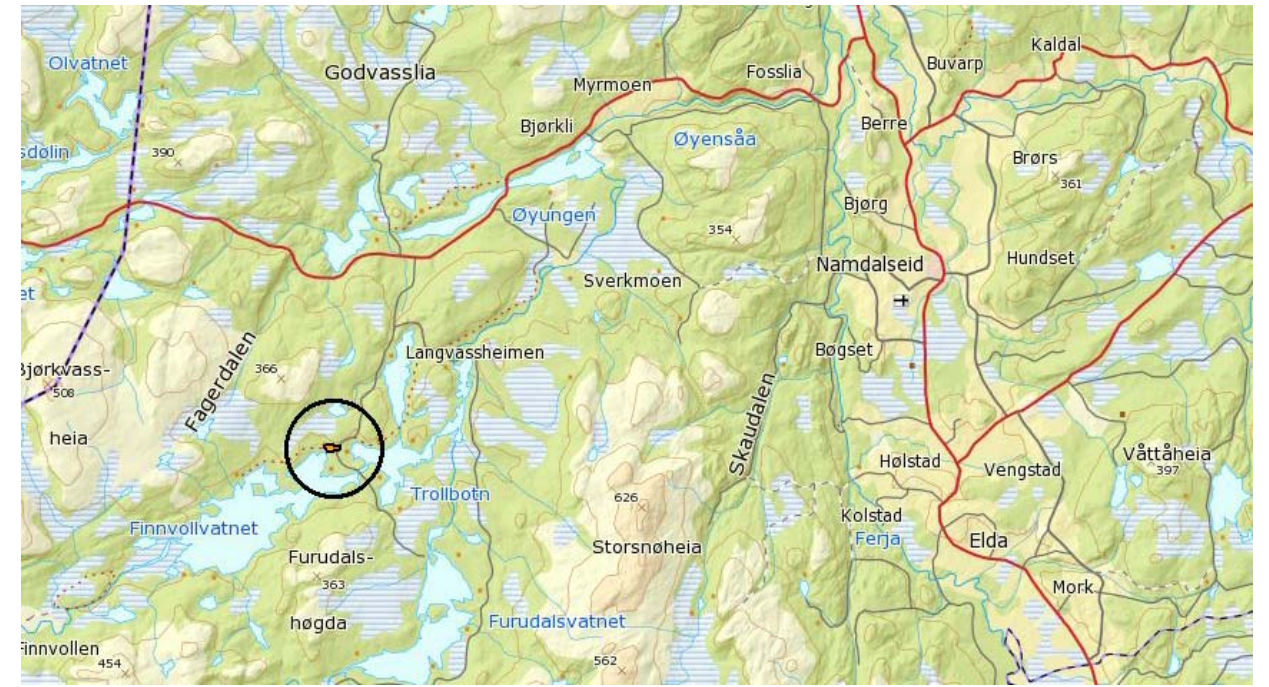 Kaldal
Olvatnet
Buvarp
Godvasslia
Fosslia
Myrmoen
Bjørkli
Berre
Øyensåa
sdølin
390
Brørs
361
Bjørg
Øyungen
354
Namdalseid
Hundset
Sverkmoen
et
Langvassheimen
Bøgset
Fagerdalen
366
Bjørkvass-
508
heia
Skaudalen
Hølstad
Vengstad
Våttåheia
397
Trollbotn
626
Kolstad
Ferja
Finnvollvatnet
Elda
Storsnøheia
Furudals-
363
høgda
Mork
Furudalsvatnet
Finnvollen
454
562